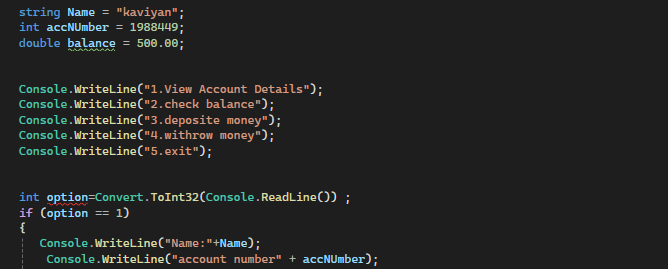 string Name = "kaviyan";
int accNUmber = 1988449;
double balance = 500.00;
Console.WriteLine("1.View Account Details");
Console.WriteLine("2.check balance");
Console.WriteLine("3.deposite money");
Console.WriteLine("4.withrow money");
Console.WriteLine("5.exit");
int option=Convert.ToInt32(Console.ReadLine()) ;
if (option == 1)
{
Console.WriteLine("Name:"+Name);
Console.WriteLine("account number" + accNUmber);